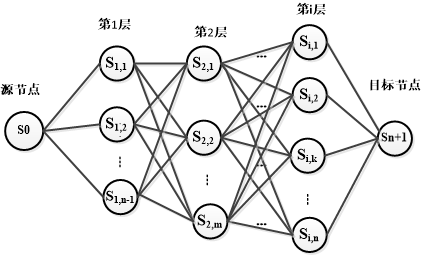 第1层
第2层
第i层
源节点
目标节点
S0
S1,1
S1,2
⋮
S1,n-1
S2,1
S2,2
⋮
S2,m
...
...
...
...
Si,1
Si,2
Si,k
⋮
Si,n
Sn+1